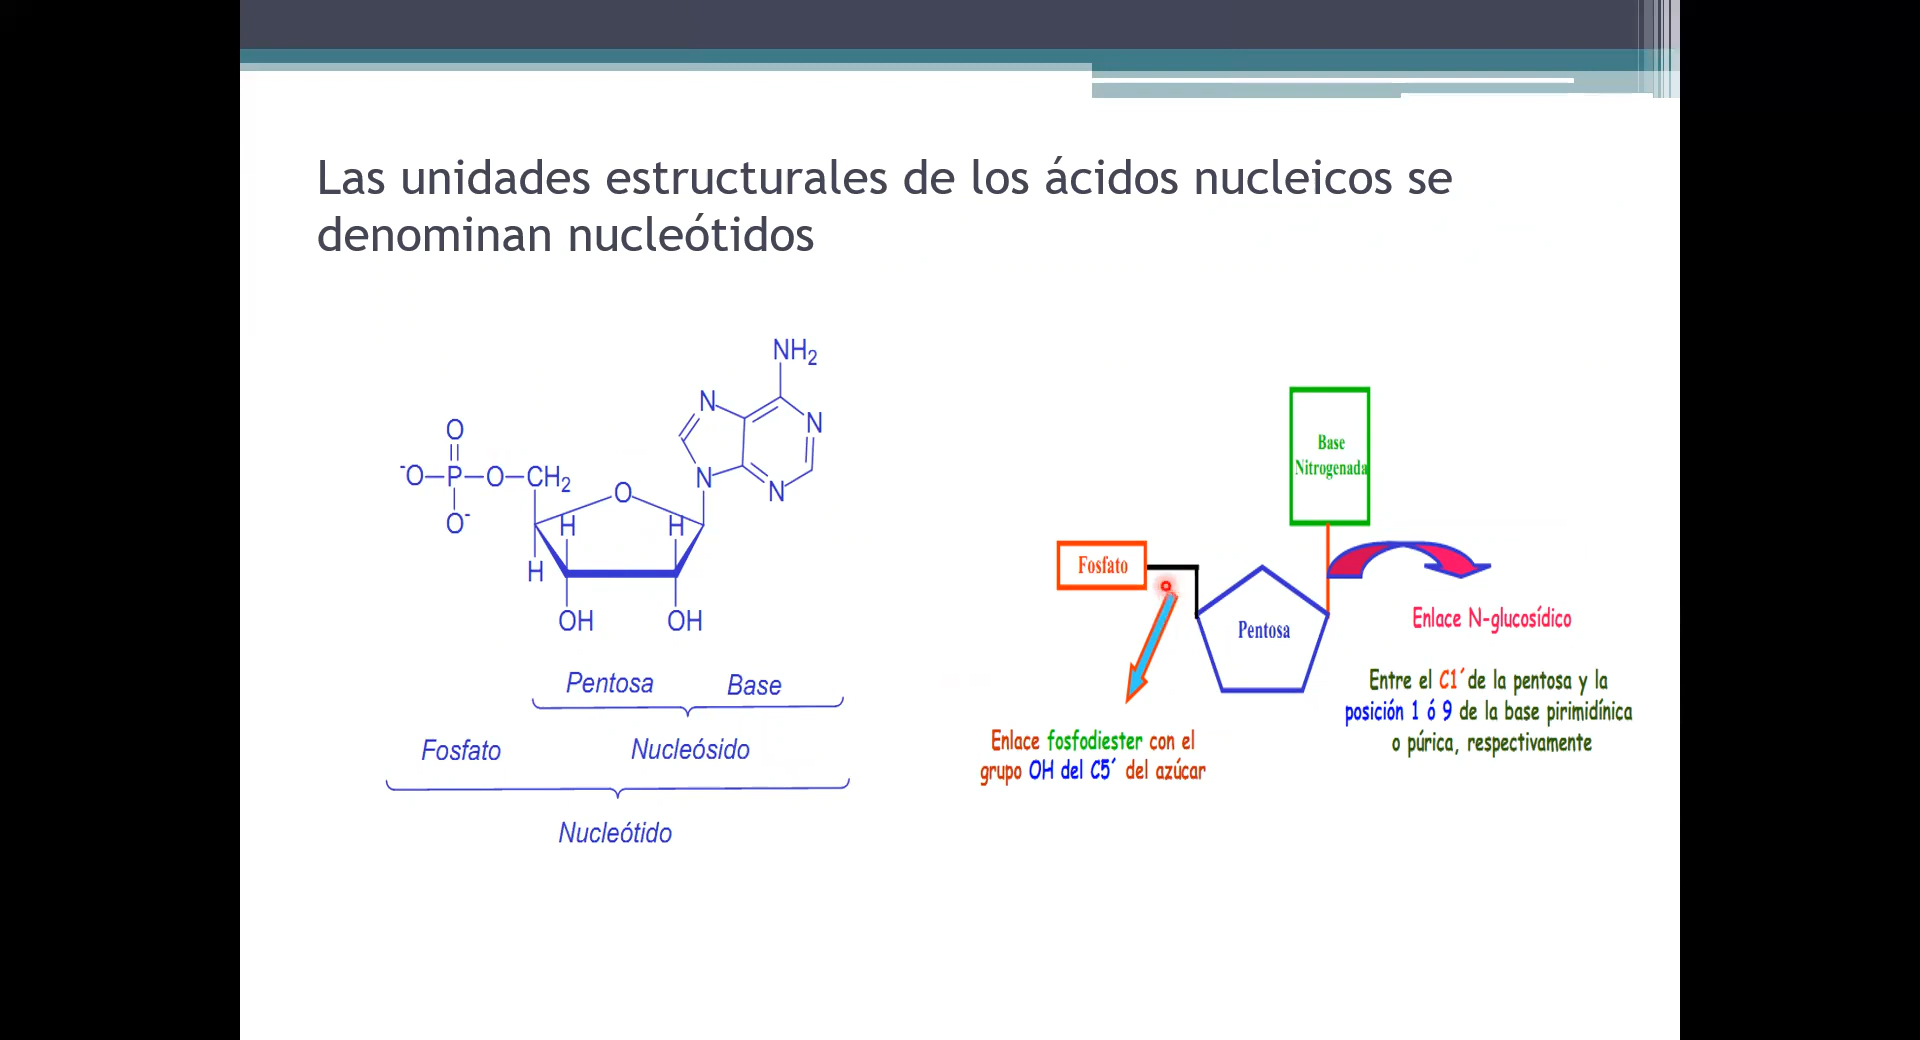 Las unidades estructurales de los ácidos nucleicos se
denominan nucleótidos
NH2
N
N
N
N
O
-O-P-O-CH2
O-
O
H
H
H
OH
OH
Pentosa
Base
Fosfato
Nucleósido
Nucleótido
Base
Nitrogenada
Fosfato
Pentosa
Enlace N-glucosídico
Entre el C1´de la pentosa y la
posición 1 ó 9 de la base pirimidínica
o púrica, respectivamente
Enlace fosfodiester con el
grupo OH del C5´ del azúcar